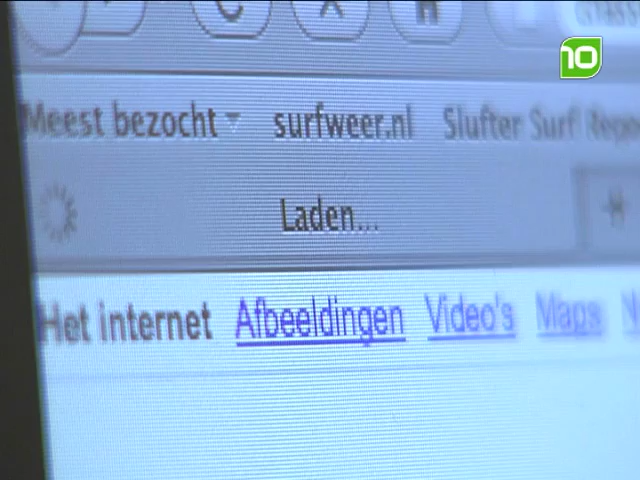 10
Meest bezocht surfweer.nl Slufter Surf
Laden...
Het internet Afbeeldingen Video's Maps